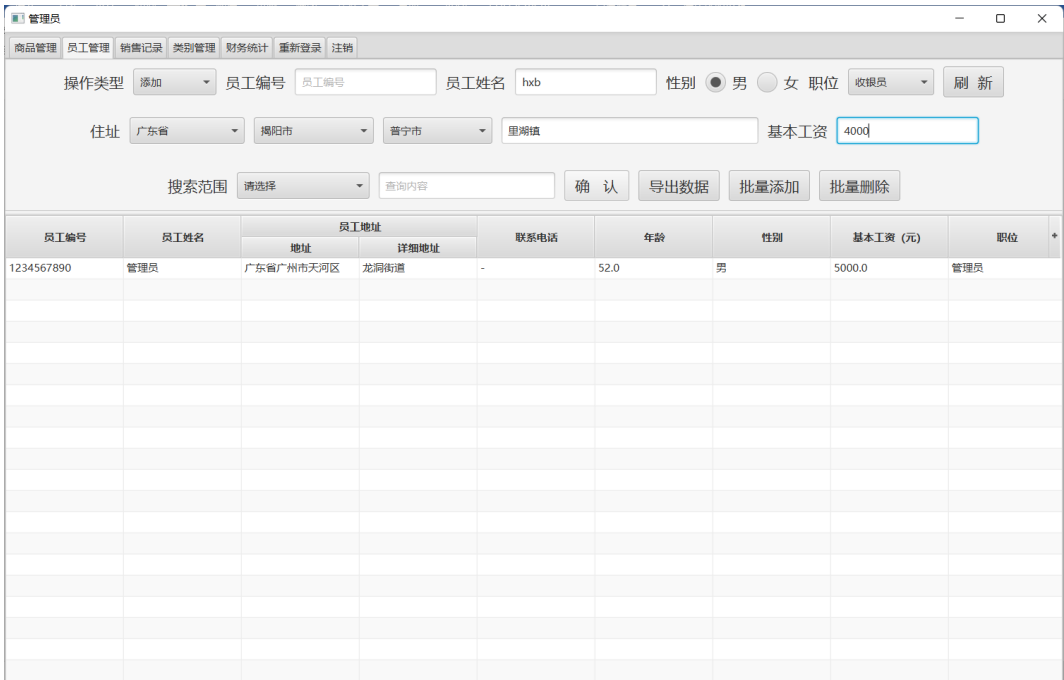 管理员
商品管理 员工管理 销售记录 类别管理 财务统计 重新登录 注销
操作类型 添加 员工编号 员工编号 员工姓名 hxb 性别 男 女 职位 收银员 刷 新
住址 广东省 揭阳市 普宁市 里湖镇 基本工资 4000
搜索范围 请选择 查询内容 确 认 导出数据 批量添加 批量删除
员工编号 员工姓名 员工地址 联系电话 年龄 性别 基本工资（元） 职位 +
地址 详细地址
1234567890 管理员 广东省广州市天河区 龙洞街道 - 52.0 男 5000.0 管理员